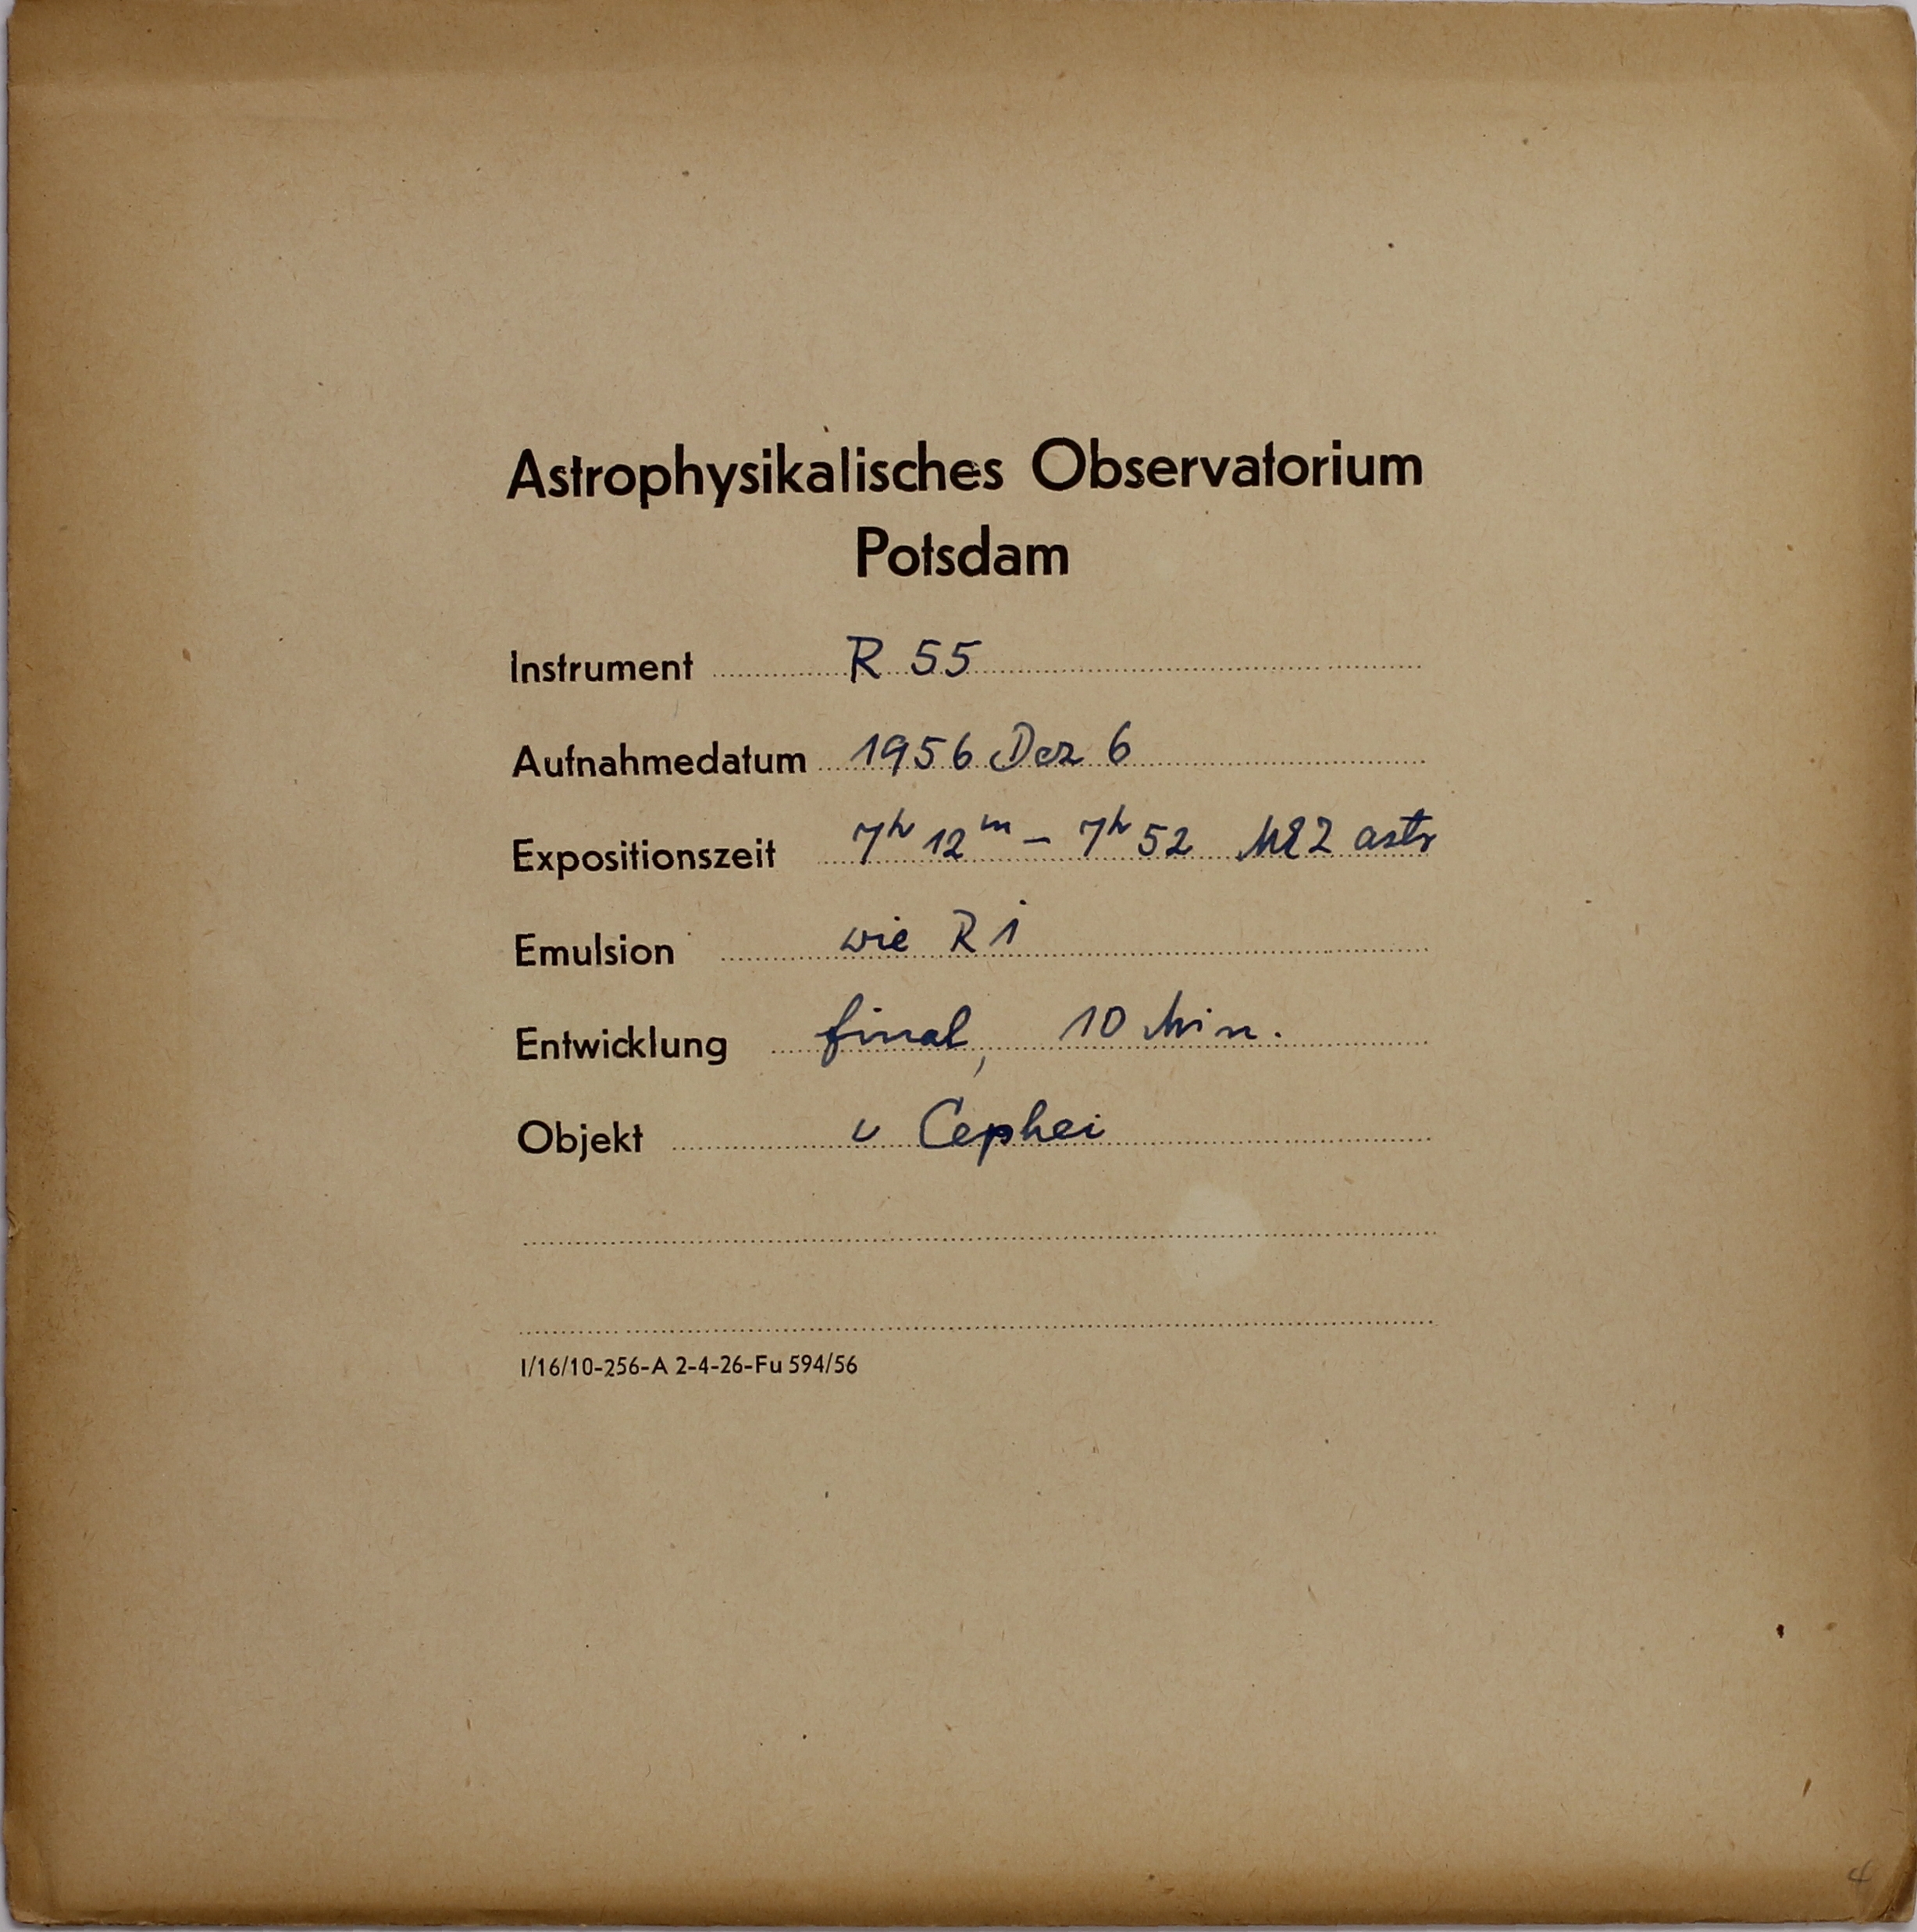 Astrophysikalisches Observatorium
Potsdam
Instrument R 55
Aufnahmedatum 1956 Dez 6
Expositionszeit 7h 12m – 7h 52 MEZ astr
Emulsion wie R 1
Entwicklung final, 10 Min.
Objekt ν Cephei
I/16/10-256-A 2-4-26-Fu 594/56
4